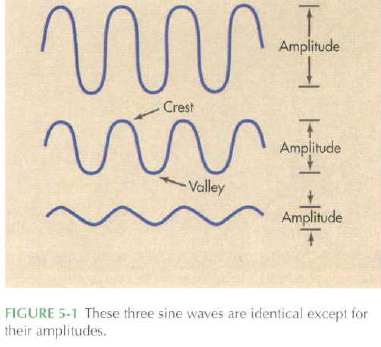 Amplitude
Crest
Amplitude
Valley
Amplitude
FIGURE 5-1 These three sine waves are identical except for
their amplitudes.